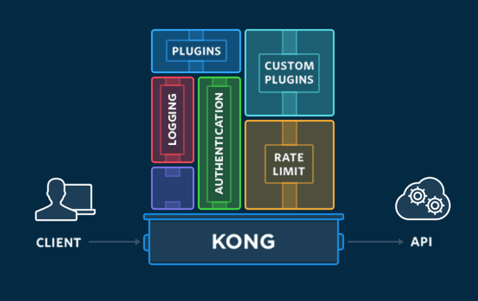 PLUGINS
CUSTOM
PLUGINS
LOGGING
AUTHENTICATION
RATE
LIMIT
CLIENT
KONG
API